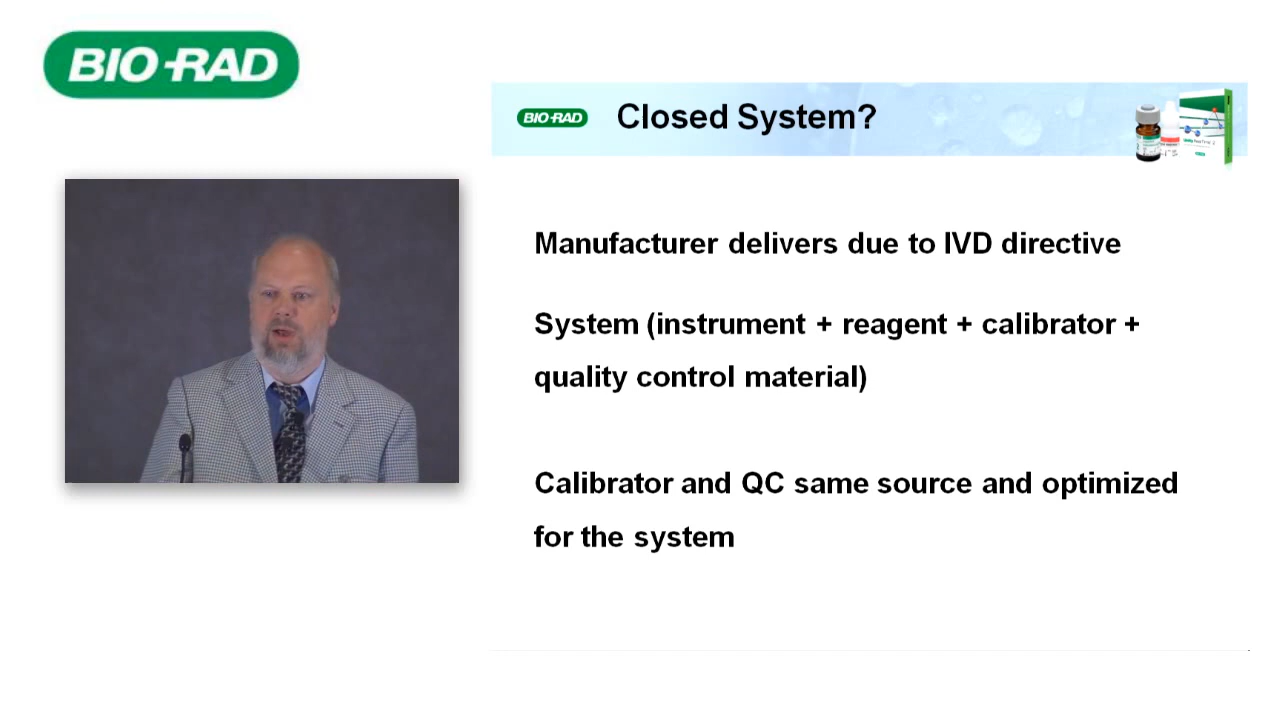 BIO-RAD
BIO-RAD
Closed System?
Manufacturer delivers due to IVD directive
System (instrument + reagent + calibrator +
quality control material)
Calibrator and QC same source and optimized
for the system